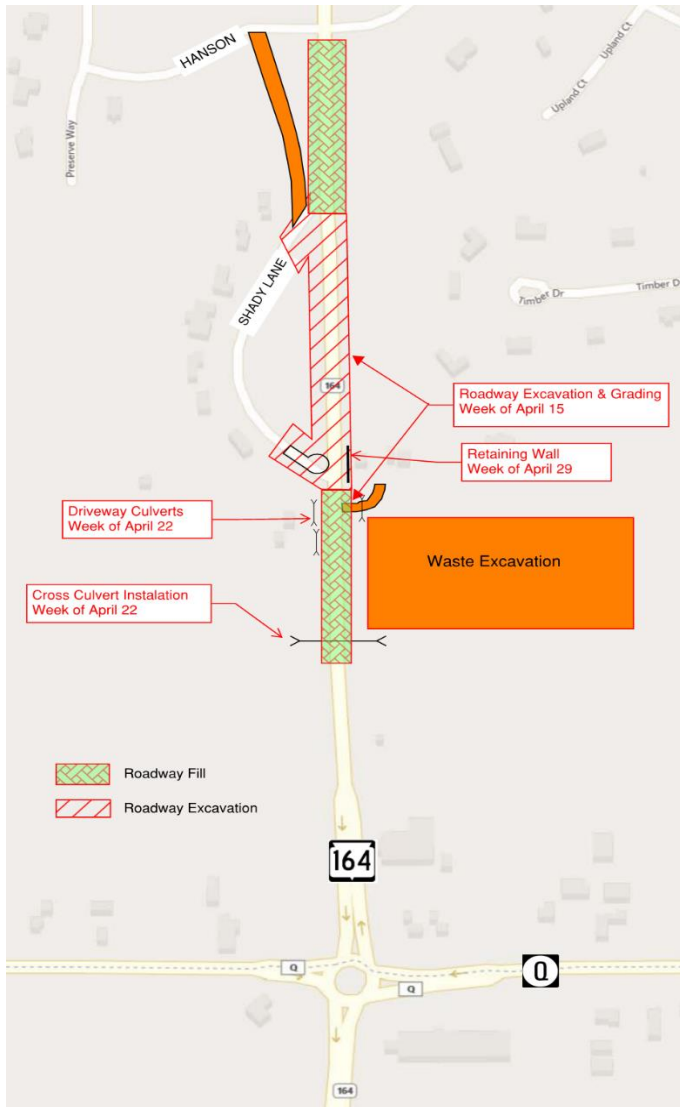 HANSON
Upland Ct
Upland Ct
Preserve Way
SHADY LANE
Timber Dr
Timber D
164
Roadway Excavation & Grading
Week of April 15
Retaining Wall
Week of April 29
Driveway Culverts
Week of April 22
Waste Excavation
Cross Culvert Instalation
Week of April 22
Roadway Fill
Roadway Excavation
164
Q
Q
Q
164